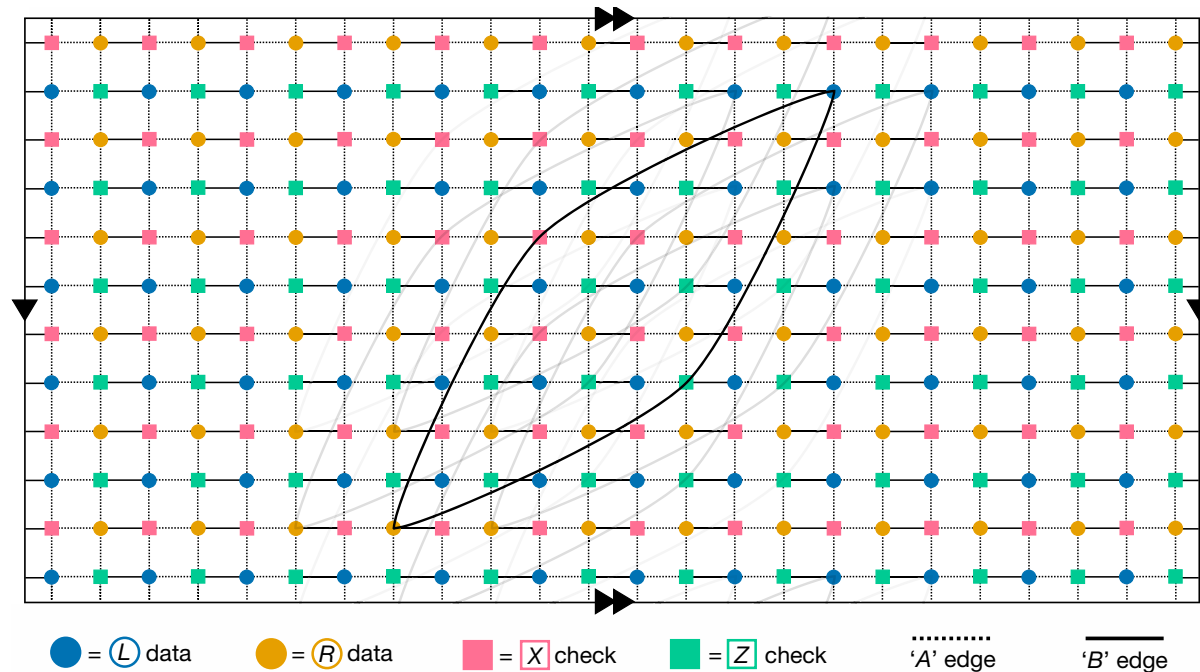 = L data = R data = X check = Z check 'A' edge 'B' edge